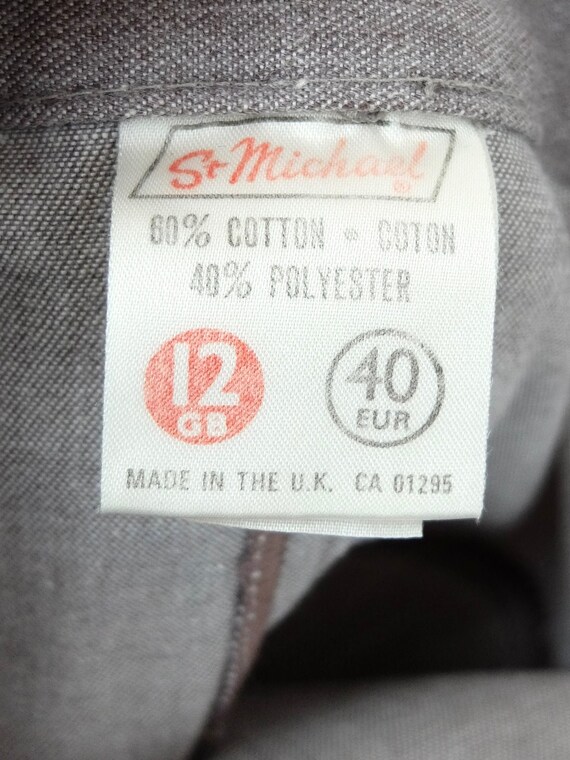 St Michael®
60% COTTON • COTON
40% POLYESTER
12 GB
40 EUR
MADE IN THE U.K. CA 01295